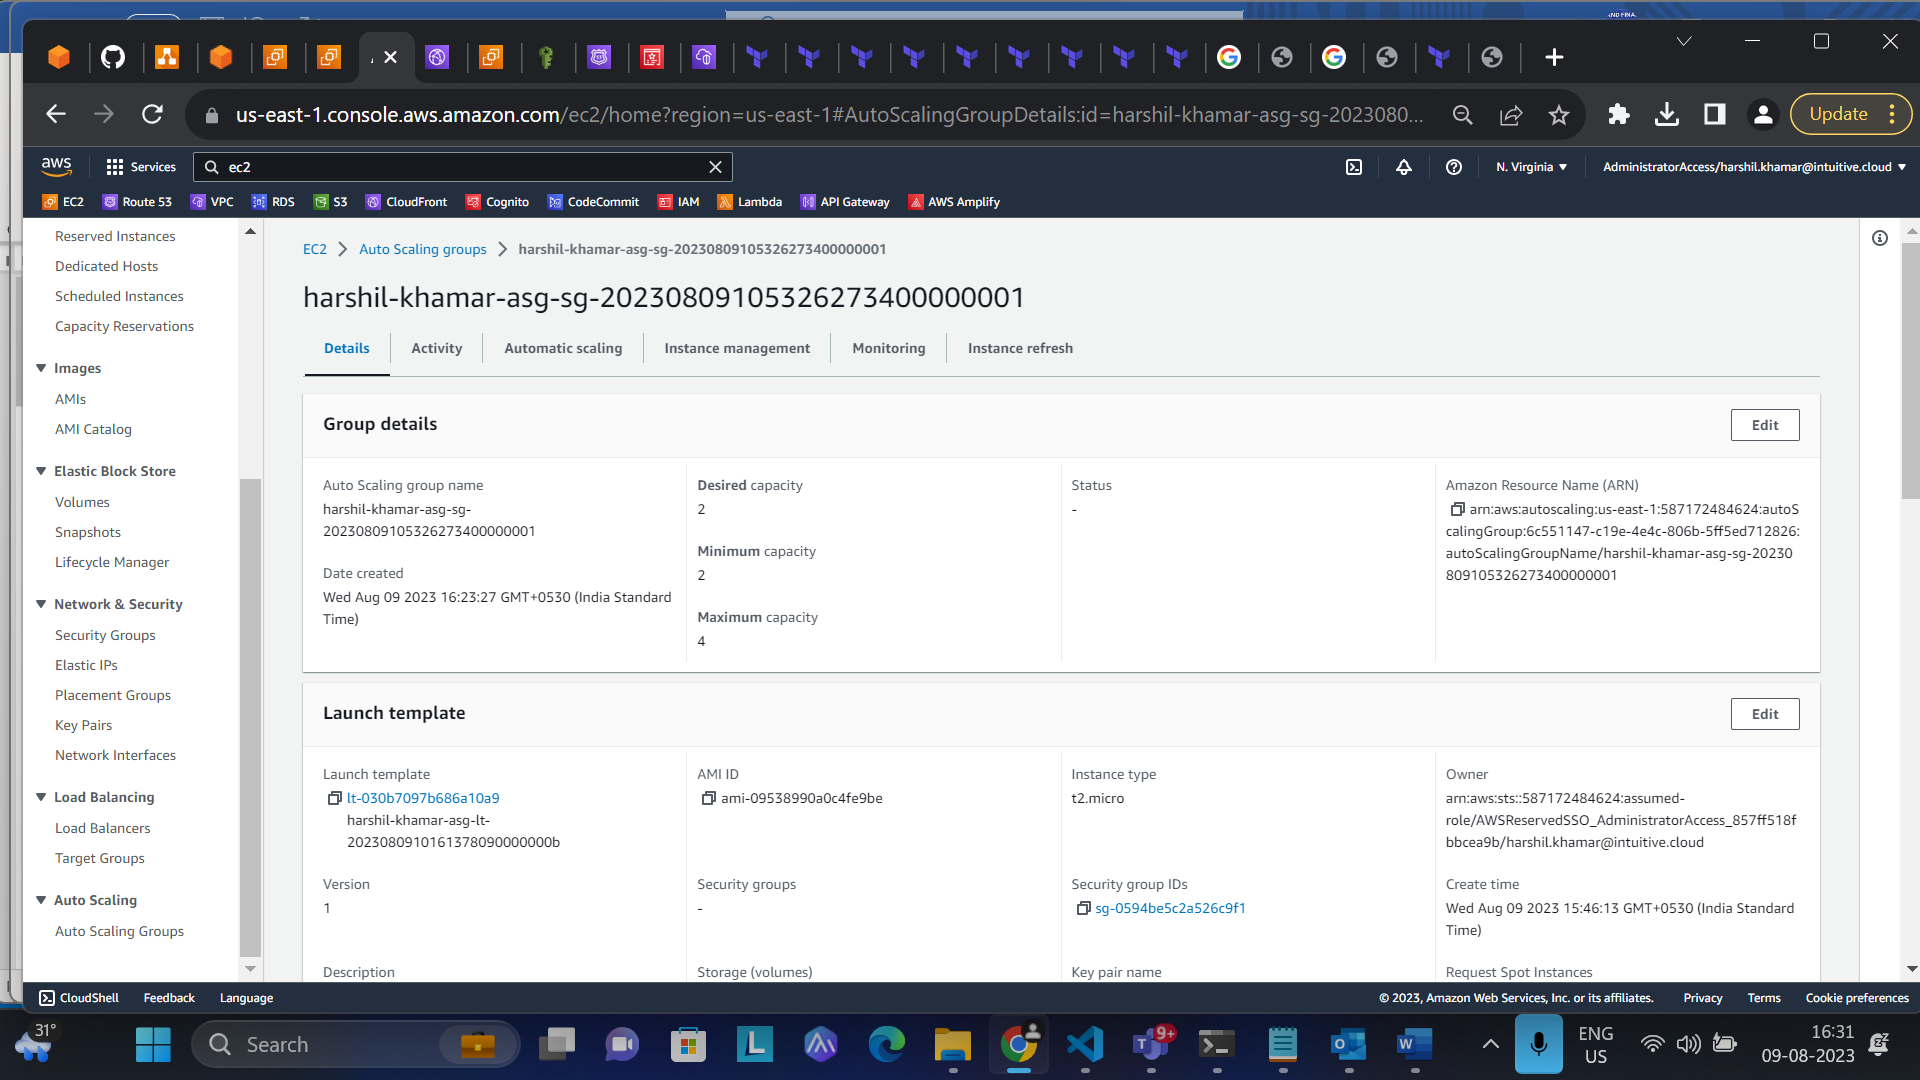 AND FINA.
us-east-1.console.aws.amazon.com/ec2/home?region=us-east-1#AutoScalingGroupDetails:id=harshil-khamar-asg-sg-2023080...
Update
aws
Services
ec2
N. Virginia
AdministratorAccess/harshil.khamar@intuitive.cloud
EC2
Route 53
VPC
RDS
S3
CloudFront
Cognito
CodeCommit
IAM
Lambda
API Gateway
AWS Amplify
Reserved Instances
Dedicated Hosts
Scheduled Instances
Capacity Reservations
Images
AMIs
AMI Catalog
Elastic Block Store
Volumes
Snapshots
Lifecycle Manager
Network & Security
Security Groups
Elastic IPs
Placement Groups
Key Pairs
Network Interfaces
Load Balancing
Load Balancers
Target Groups
Auto Scaling
Auto Scaling Groups
EC2
Auto Scaling groups
harshil-khamar-asg-sg-20230809105326273400000001
harshil-khamar-asg-sg-20230809105326273400000001
Details
Activity
Automatic scaling
Instance management
Monitoring
Instance refresh
Group details
Edit
Auto Scaling group name
harshil-khamar-asg-sg-
20230809105326273400000001
Date created
Wed Aug 09 2023 16:23:27 GMT+0530 (India Standard
Time)
Desired capacity
2
Minimum capacity
2
Maximum capacity
4
Status
-
Amazon Resource Name (ARN)
arn:aws:autoscaling:us-east-1:587172484624:autoS
calingGroup:6c551147-c19e-4e4c-806b-5ff5ed712826:
autoScalingGroupName/harshil-khamar-asg-sg-20230
809105326273400000001
Launch template
Edit
Launch template
lt-030b7097b686a10a9
harshil-khamar-asg-lt-
2023080910161378090000000b
AMI ID
ami-09538990a0c4fe9be
Instance type
t2.micro
Owner
arn:aws:sts::587172484624:assumed-
role/AWSReservedSSO_AdministratorAccess_857ff518f
bbcea9b/harshil.khamar@intuitive.cloud
Version
1
Security groups
-
Security group IDs
sg-0594be5c2a526c9f1
Create time
Wed Aug 09 2023 15:46:13 GMT+0530 (India Standard
Time)
Description
Storage (volumes)
Key pair name
Request Spot Instances
CloudShell
Feedback
Language
© 2023, Amazon Web Services, Inc. or its affiliates.
Privacy
Terms
Cookie preferences
31°
Search
9+
ENG
US
16:31
09-08-2023